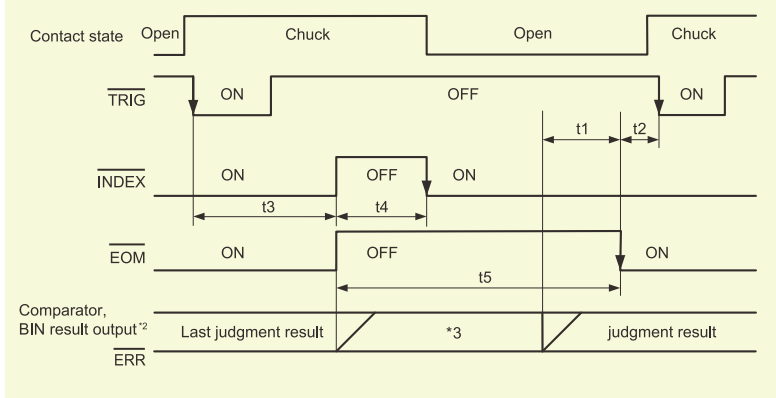 Contact state Open Chuck Open Chuck
TRIG ON OFF ON
t1 t2
INDEX ON OFF ON
t3 t4
EOM ON OFF ON
t5
Comparator,
BIN result output*2 Last judgment result *3 judgment result
ERR